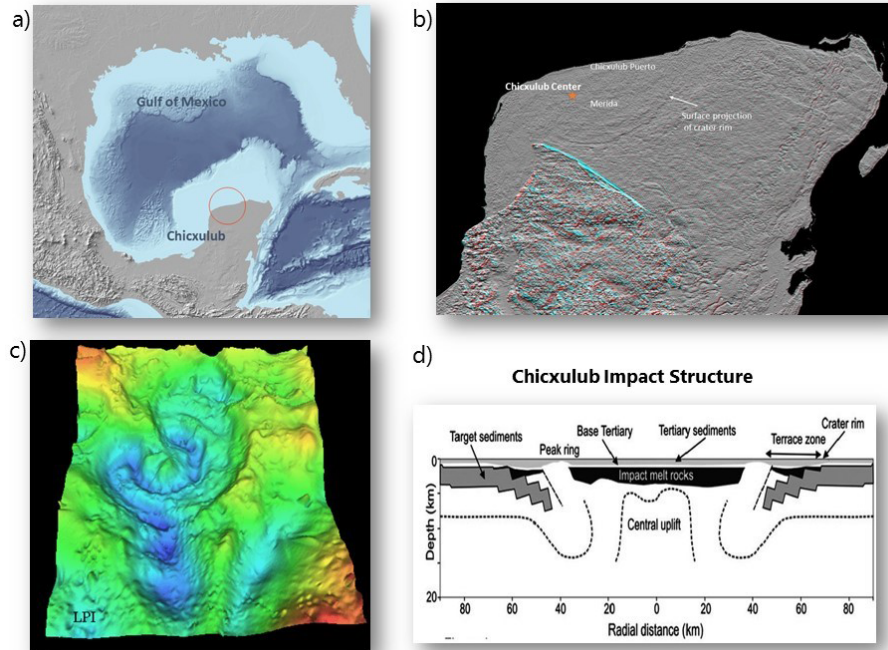 a)
Gulf of Mexico
Chicxulub
b)
Chicxulub Puerto
Chicxulub Center
Merida
Surface projection
of crater rim
c)
LPI
d)
Chicxulub Impact Structure
Crater rim
Base Tertiary
Tertiary sediments
Terrace zone
Target sediments
Peak ring
Impact melt rocks
Central uplift
Depth (km)
0
20
80
60
40
20
0
20
40
60
80
Radial distance (km)